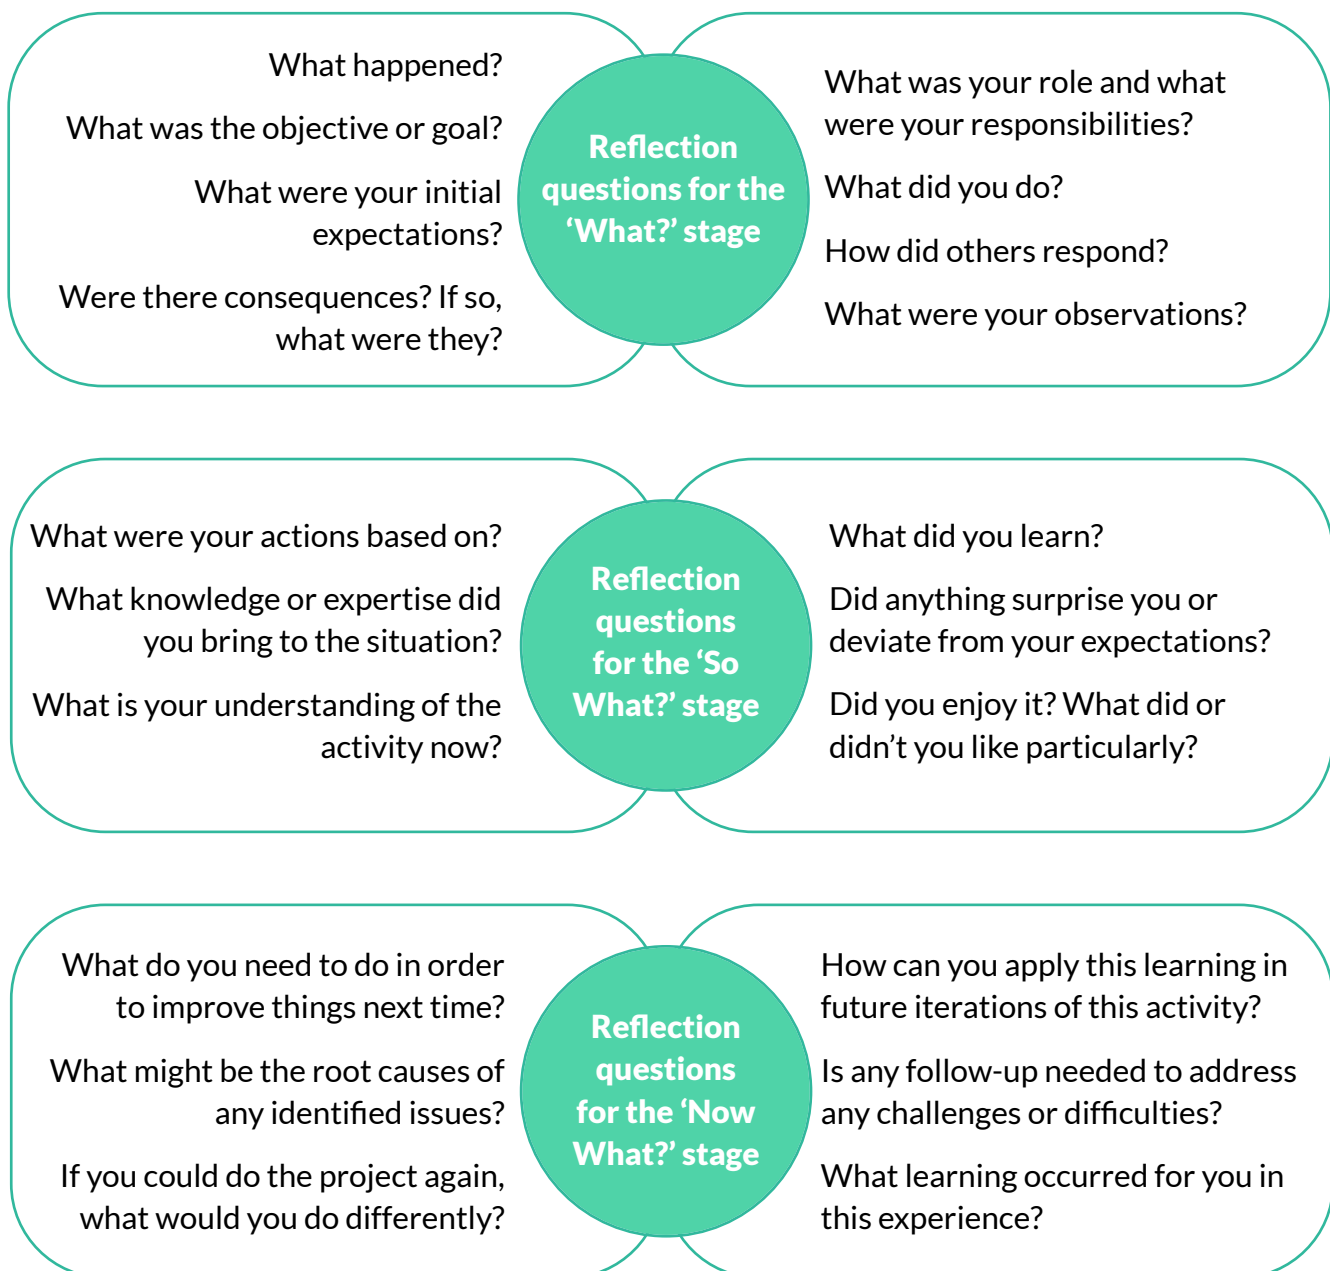 What happened?
What was the objective or goal?
What were your initial
expectations?
Were there consequences? If so,
what were they?
Reflection
questions for the
‘What?’ stage
What was your role and what
were your responsibilities?
What did you do?
How did others respond?
What were your observations?
What were your actions based on?
What knowledge or expertise did
you bring to the situation?
What is your understanding of the
activity now?
Reflection
questions
for the ‘So
What?’ stage
What did you learn?
Did anything surprise you or
deviate from your expectations?
Did you enjoy it? What did or
didn’t you like particularly?
What do you need to do in order
to improve things next time?
What might be the root causes of
any identified issues?
If you could do the project again,
what would you do differently?
Reflection
questions
for the ‘Now
What?’ stage
How can you apply this learning in
future iterations of this activity?
Is any follow-up needed to address
any challenges or difficulties?
What learning occurred for you in
this experience?